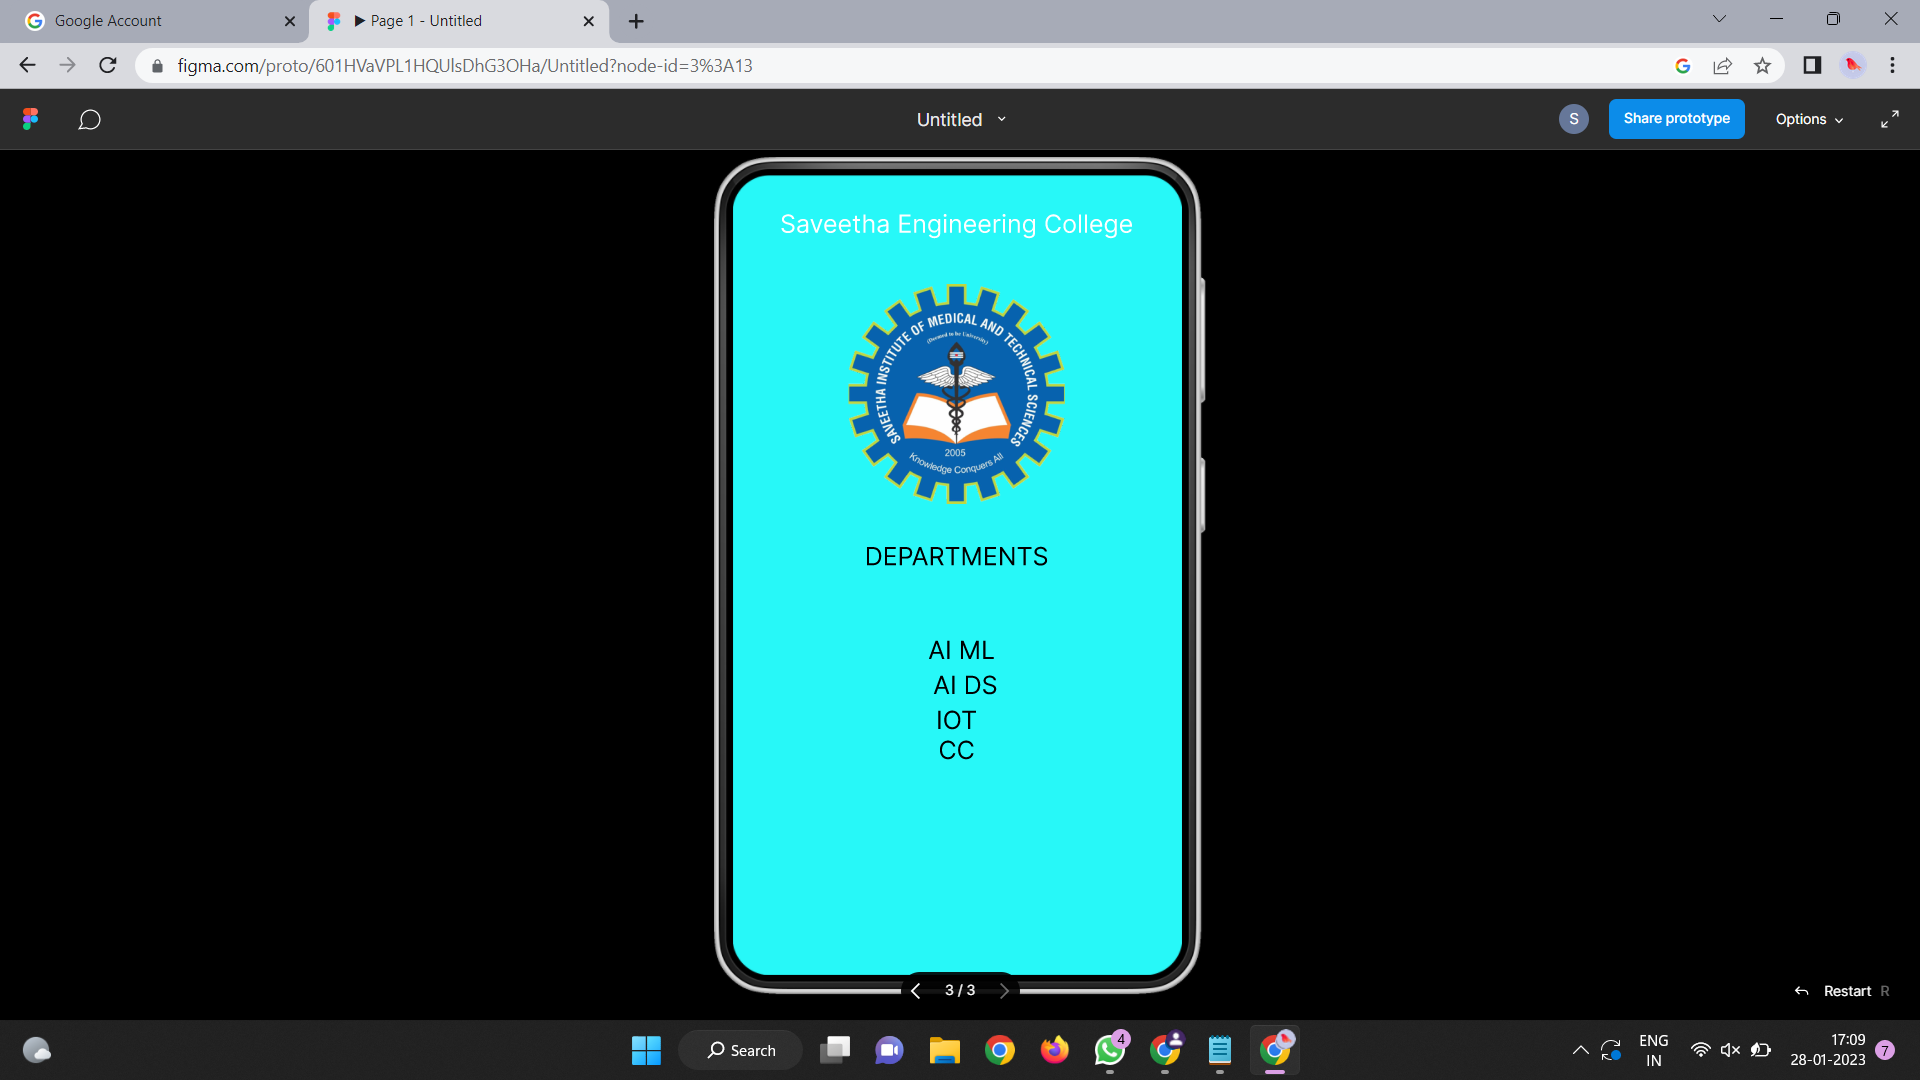 Google Account
▶ Page 1 - Untitled
figma.com/proto/601HVaVPL1HQUlsDhG3OHa/Untitled?node-id=3%3A13
Untitled
S
Share prototype
Options
Saveetha Engineering College
SAVEETHA INSTITUTE OF MEDICAL AND TECHNICAL SCIENCES
(Deemed to be University)
2005
Knowledge Conquers All
DEPARTMENTS
AI ML
AI DS
IOT
CC
3 / 3
Restart R
Search
4
ENG
IN
17:09
28-01-2023
7